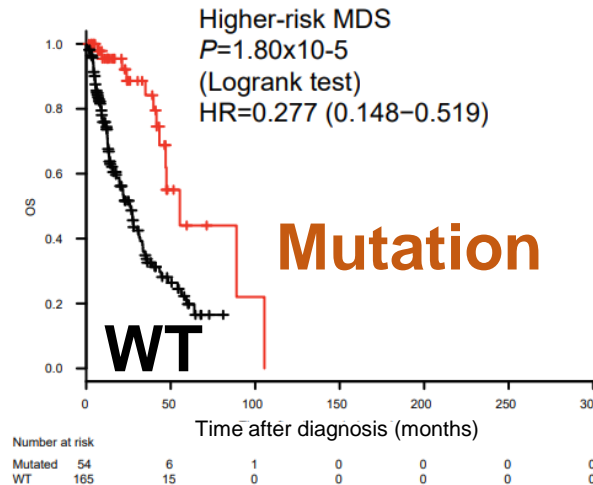 Higher-risk MDS
P=1.80x10-5
(Logrank test)
HR=0.277 (0.148−0.519)
1.0
0.8
0.6
0.4
0.2
0.0
OS
Mutation
WT
0 50 100 150 200 250 30
Time after diagnosis (months)
Number at risk
Mutated 54 6 1 0 0 0 0
WT 165 15 0 0 0 0 0